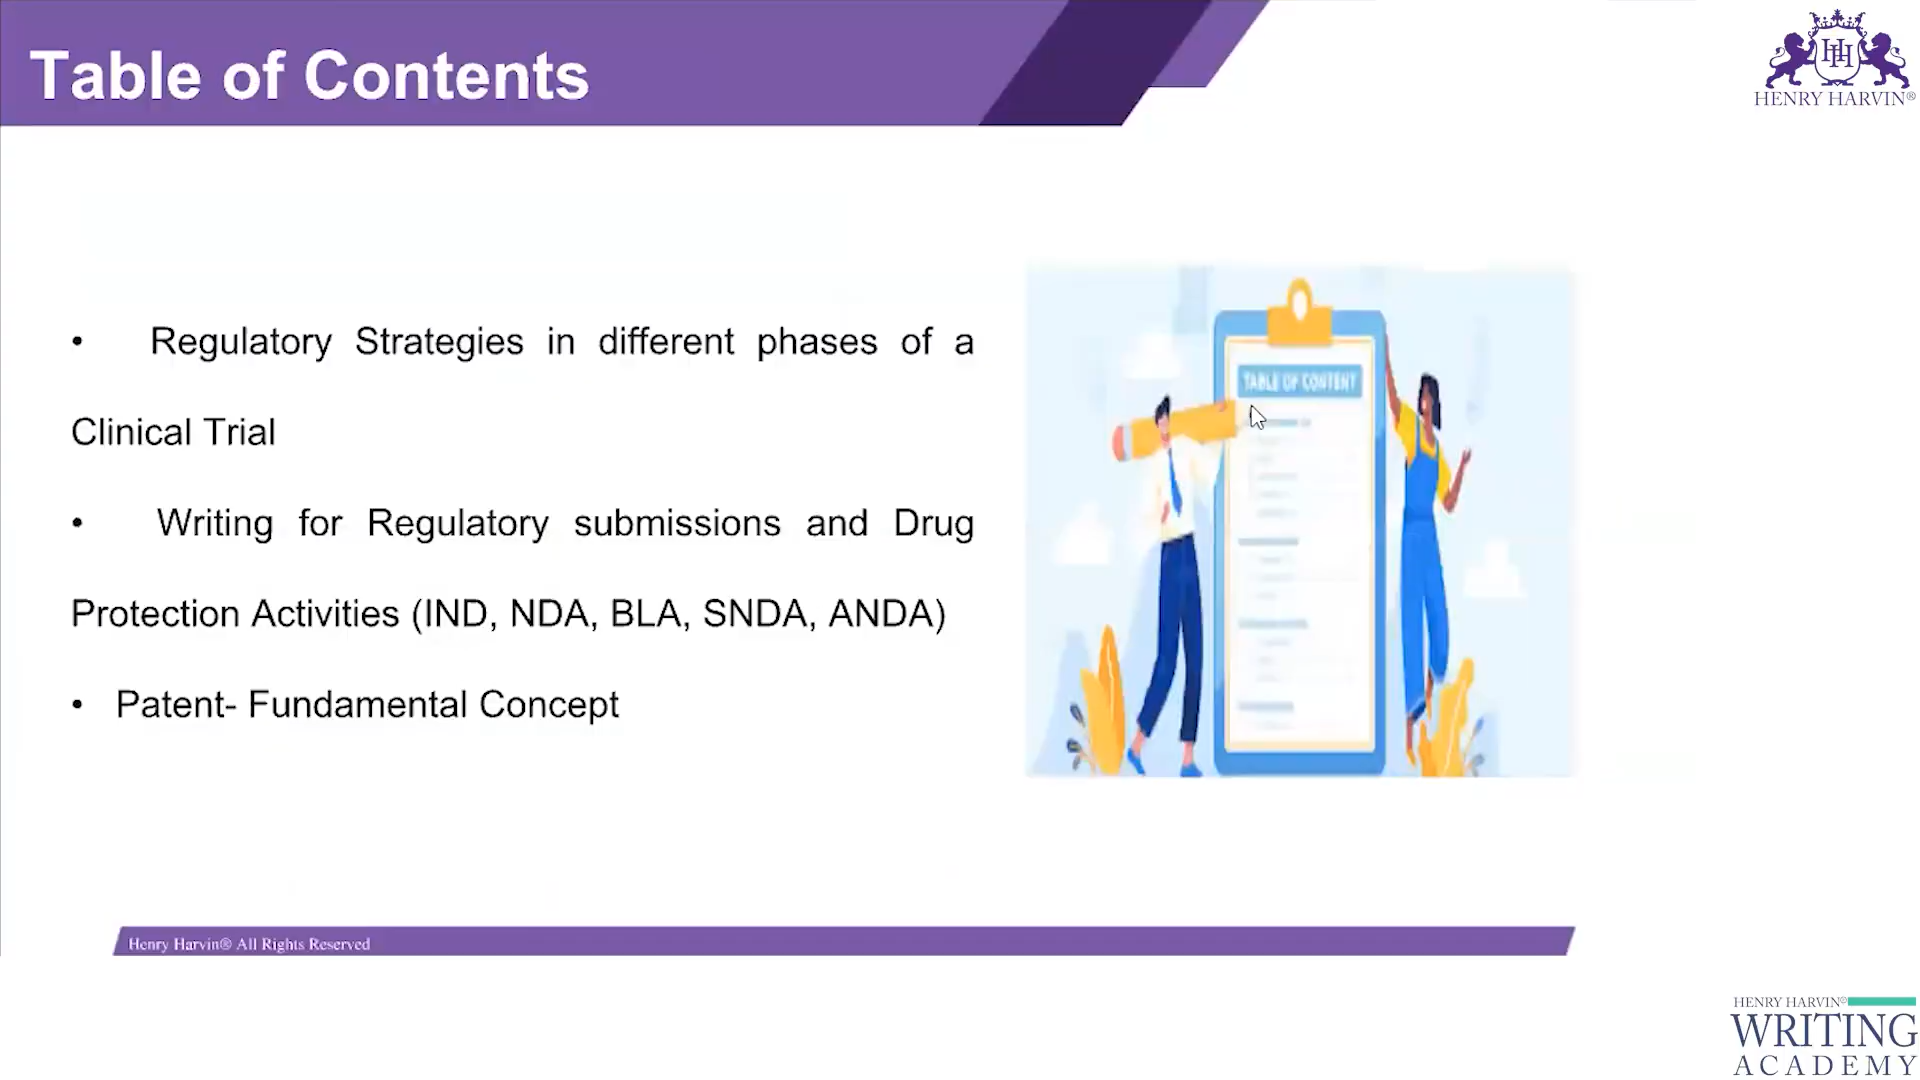 Table of Contents
HENRY HARVIN®
• Regulatory Strategies in different phases of a
Clinical Trial
• Writing for Regulatory submissions and Drug
Protection Activities (IND, NDA, BLA, SNDA, ANDA)
• Patent- Fundamental Concept
TABLE OF CONTENT
Henry Harvin® All Rights Reserved
HENRY HARVIN®
WRITING
ACADEMY